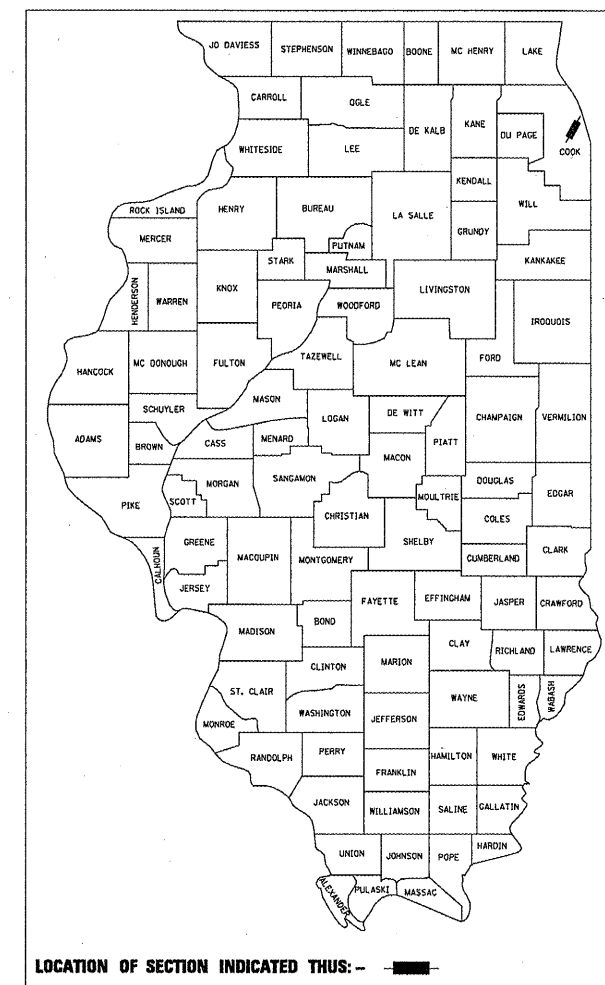 JO DAVIESS STEPHENSON WINNEBAGO BOONE MC HENRY LAKE
CARROLL OGLE DE KALB KANE DU PAGE COOK
WHITESIDE LEE KENDALL WILL
ROCK ISLAND HENRY BUREAU LA SALLE GRUNDY
MERCER PUTNAM KANKAKEE
HENDERSON WARREN KNOX STARK MARSHALL LIVINGSTON
PEORIA WOODFORD IROQUOIS
HANCOCK MC DONOUGH FULTON TAZEWELL MC LEAN FORD
SCHUYLER MASON LOGAN DE WITT CHAMPAIGN VERMILION
ADAMS BROWN CASS MENARD MACON PIATT
PIKE SCOTT MORGAN SANGAMON CHRISTIAN MOULTRIE DOUGLAS EDGAR
COLES
CALHOUN GREENE MACOUPIN MONTGOMERY SHELBY CUMBERLAND CLARK
JERSEY FAYETTE EFFINGHAM JASPER CRAWFORD
MADISON BOND CLAY RICHLAND LAWRENCE
CLINTON MARION
ST. CLAIR WAYNE EDWARDS WABASH
MONROE WASHINGTON JEFFERSON
RANDOLPH PERRY FRANKLIN HAMILTON WHITE
JACKSON WILLIAMSON SALINE GALLATIN
UNION JOHNSON POPE HARDIN
ALEXANDER PULASKI MASSAC
LOCATION OF SECTION INDICATED THUS: -